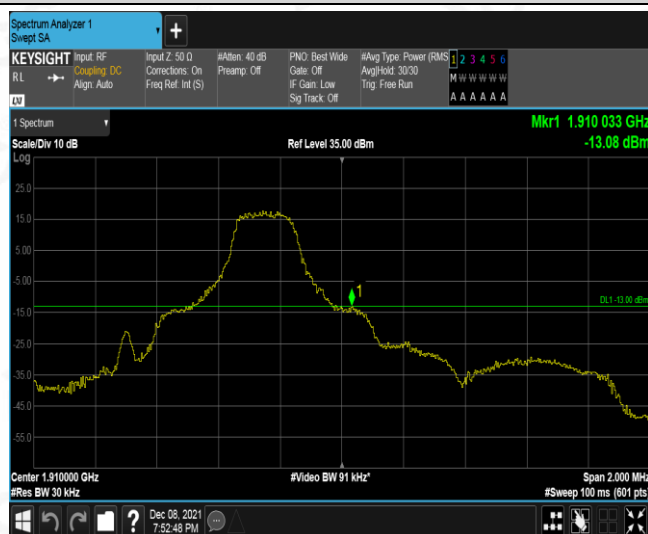 Spectrum Analyzer 1
Swept SA
KEYSIGHT
RL
LXI
Input: RF
Coupling: DC
Align: Auto
Input Z: 50 Ω
Corrections: On
Freq Ref: Int (S)
#Atten: 40 dB
Preamp: Off
PNO: Best Wide
Gate: Off
IF Gain: Low
Sig Track: Off
#Avg Type: Power (RMS
Avg|Hold: 30/30
Trig: Free Run
1 2 3 4 5 6
M W W W W W
A A A A A A
1 Spectrum
Mkr1 1.910 033 GHz
Scale/Div 10 dB
Ref Level 35.00 dBm
-13.08 dBm
Log
25.0
15.0
5.00
-5.00
1
DL1 -13.00 dBm
-15.0
-25.0
-35.0
-45.0
-55.0
Center 1.910000 GHz
#Video BW 91 kHz*
Span 2.000 MHz
#Res BW 30 kHz
#Sweep 100 ms (601 pts)
?
Dec 08, 2021
7:52:48 PM